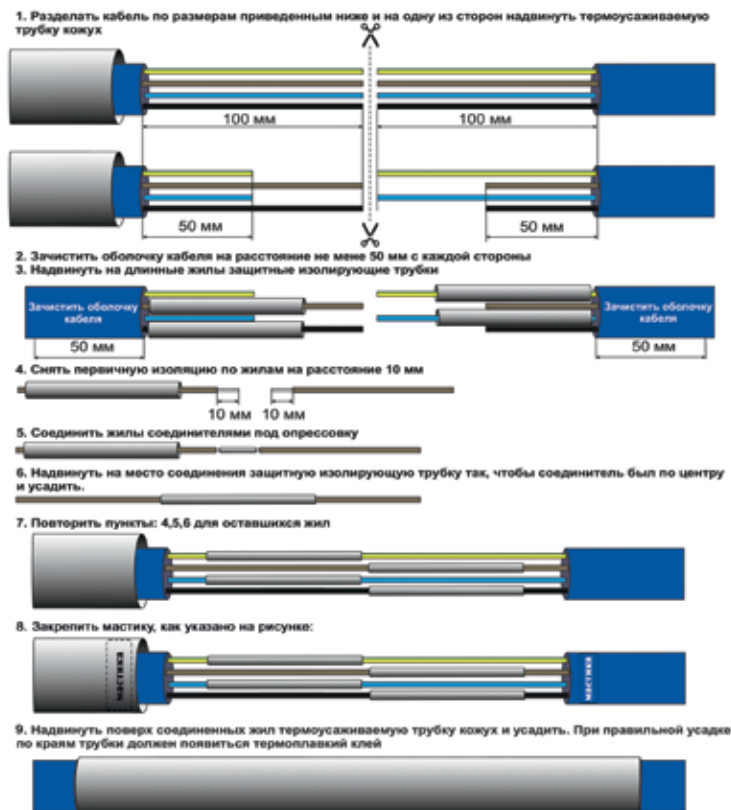 1. Разделать кабель по размерам приведенным ниже и на одну из сторон надвинуть термоусаживаемую
трубку кожух
100 мм
100 мм
50 мм
50 мм
2. Зачистить оболочку кабеля на расстояние не мене 50 мм с каждой стороны
3. Надвинуть на длинные жилы защитные изолирующие трубки
Зачистить оболочку
кабеля
Зачистить оболочку
кабеля
50 мм
50 мм
4. Снять первичную изоляцию по жилам на расстояние 10 мм
10 мм
10 мм
5. Соединить жилы соединителями под опрессовку
6. Надвинуть на место соединения защитную изолирующую трубку так, чтобы соединитель был по центру
и усадить.
7. Повторить пункты: 4,5,6 для оставшихся жил
8. Закрепить мастику, как указано на рисунке:
мастика
мастика
9. Надвинуть поверх соединенных жил термоусаживаемую трубку кожух и усадить. При правильной усадке
по краям трубки должен появиться термоплавкий клей